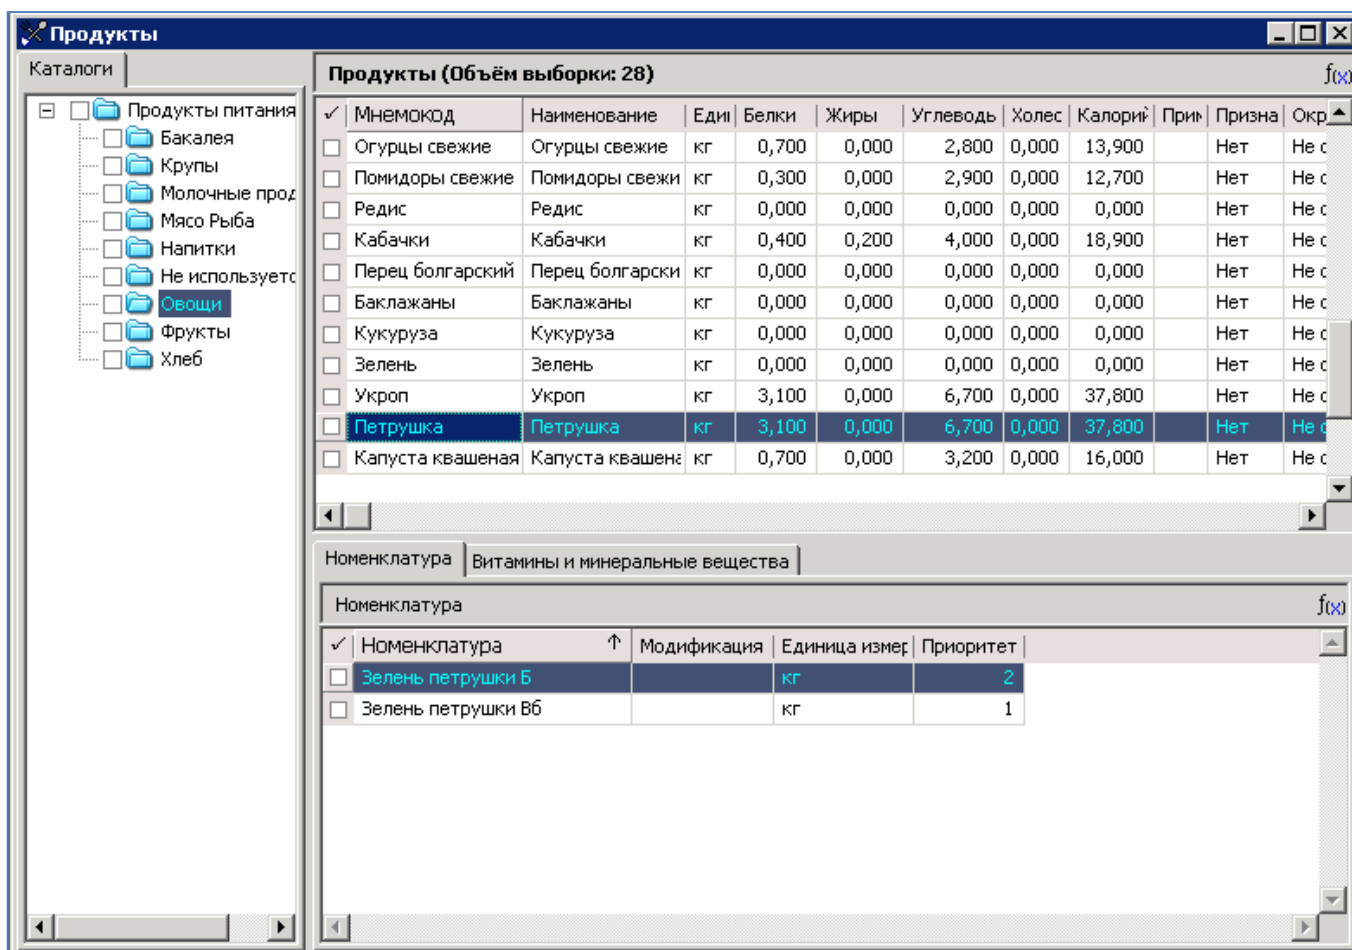 Продукты
Каталоги
Продукты питания
Бакалея
Крупы
Молочные прод
Мясо Рыба
Напитки
Не используетс
Овощи
Фрукты
Хлеб
Продукты (Объём выборки: 28) f(x)
✓ Мнемокод Наименование Еди Белки Жиры Углеводь Холес Калорий Прим Призна Окр
Огурцы свежие Огурцы свежие кг 0,700 0,000 2,800 0,000 13,900 Нет Не с
Помидоры свежие Помидоры свежи кг 0,300 0,000 2,900 0,000 12,700 Нет Не с
Редис Редис кг 0,000 0,000 0,000 0,000 0,000 Нет Не с
Кабачки Кабачки кг 0,400 0,200 4,000 0,000 18,900 Нет Не с
Перец болгарский Перец болгарски кг 0,000 0,000 0,000 0,000 0,000 Нет Не с
Баклажаны Баклажаны кг 0,000 0,000 0,000 0,000 0,000 Нет Не с
Кукуруза Кукуруза кг 0,000 0,000 0,000 0,000 0,000 Нет Не с
Зелень Зелень кг 0,000 0,000 0,000 0,000 0,000 Нет Не с
Укроп Укроп кг 3,100 0,000 6,700 0,000 37,800 Нет Не с
Петрушка Петрушка кг 3,100 0,000 6,700 0,000 37,800 Нет Не с
Капуста квашеная Капуста квашена кг 0,700 0,000 3,200 0,000 16,000 Нет Не с
Номенклатура Витамины и минеральные вещества
Номенклатура f(x)
✓ Номенклатура ↑ Модификация Единица измер Приоритет
Зелень петрушки Б кг 2
Зелень петрушки Вб кг 1